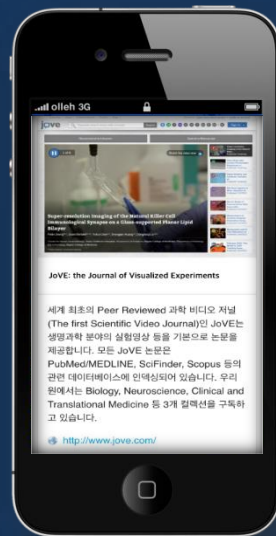 olleh 3G
jove
Super-resolution Imaging of the Natural Killer Cell
Immunological Synapse on a Glass-supported Planar Lipid
Bilayer
JoVE: the Journal of Visualized Experiments
세계 최초의 Peer Reviewed 과학 비디오 저널
(The first Scientific Video Journal)인 JoVE는
생명과학 분야의 실험영상 등을 기본으로 논문을
제공합니다. 모든 JoVE 논문은
PubMed/MEDLINE, SciFinder, Scopus 등의
관련 데이터베이스에 인덱싱되어 있습니다. 우리
원에서는 Biology, Neuroscience, Clinical and
Translational Medicine 등 3개 컬렉션을 구독하
고 있습니다.
http://www.jove.com/